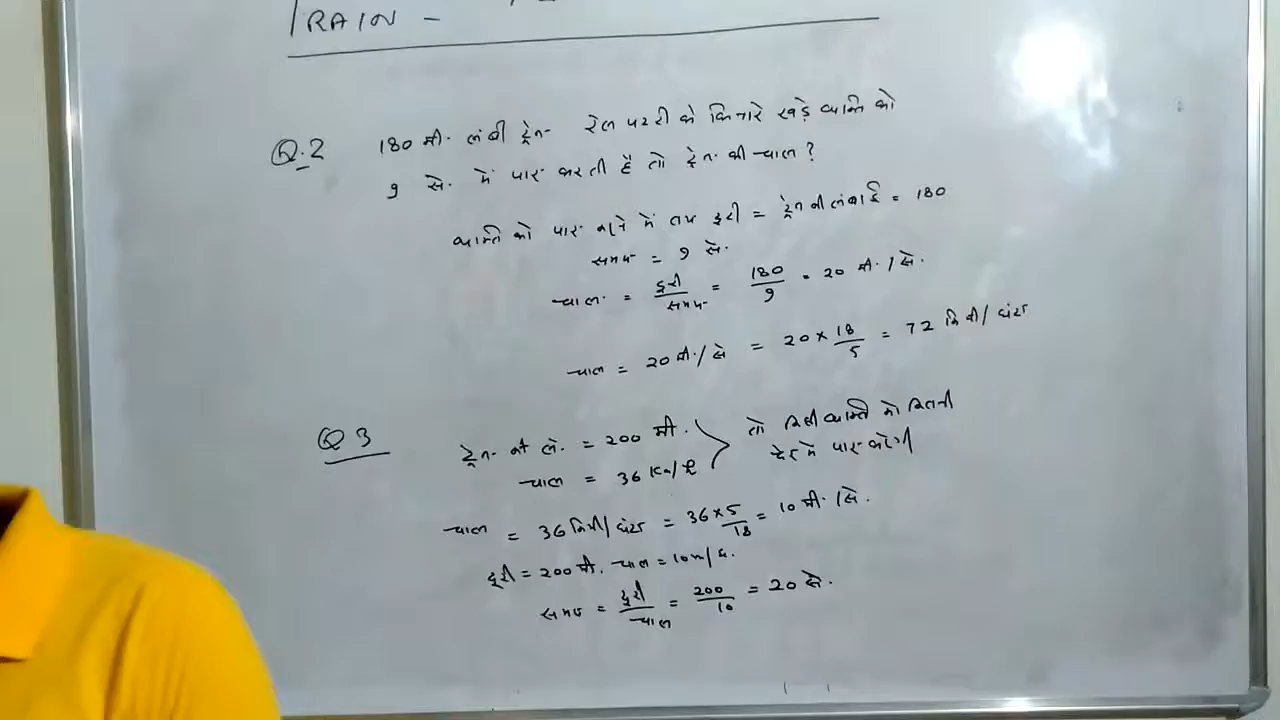 TRAIN -
Q.2 180 मी. लंबी ट्रेन रेल पटरी के किनारे खड़े व्यक्ति को
9 से. में पार करती है तो ट्रेन की चाल ?
व्यक्ति को पार करने में तय दूरी = ट्रेन की लंबाई = 180
समय = 9 से.
चाल = दूरी/समय = 180/9 = 20 मी. / से.
चाल = 20 मी. / से = 20 × 18/5 = 72 किमी / घंटा
Q 3 ट्रेन की ल. = 200 मी.
चाल = 36 Km/h
तो किसी व्यक्ति को कितनी
देर में पार करेगी
चाल = 36 किमी / घंटा = 36 × 5/18 = 10 मी. / से.
दूरी = 200 मी. चाल = 10 m/s.
समय = दूरी/चाल = 200/10 = 20 से.